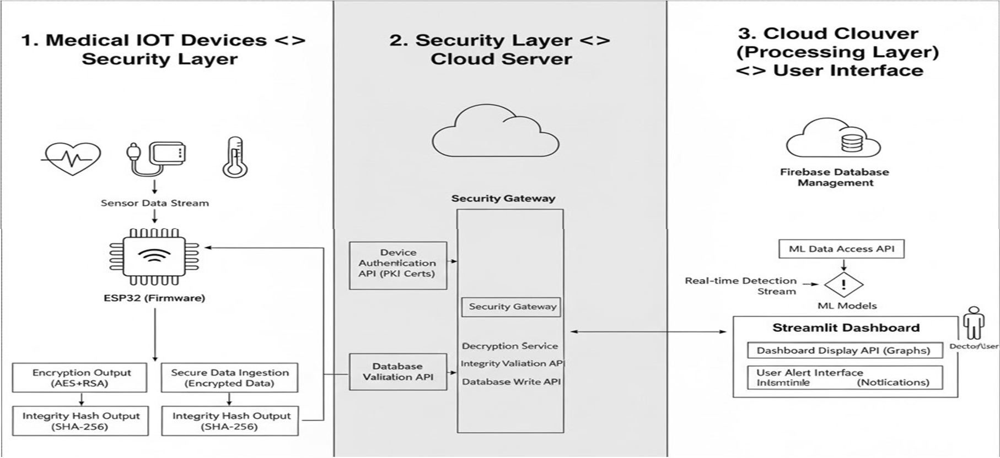 1. Medical IOT Devices <>
Security Layer
Sensor Data Stream
ESP32 (Firmware)
Encryption Output
(AES+RSA)
Integrity Hash Output
(SHA-256)
Secure Data Ingestion
(Encrypted Data)
Integrity Hash Output
(SHA-256)
2. Security Layer <>
Cloud Server
Security Gateway
Device
Authentication
API (PKI Certs)
Security Gateway
Decryption Service
Integrity Valiation API
Database Write API
Database
Valitation API
3. Cloud Clouver
(Processing Layer)
<> User Interface
Firebase Database
Management
ML Data Access API
Real-time Detection
Stream
!
ML Models
Streamlit Dashboard
Dashboard Display API (Graphs)
User Alert Interface
(Notlications)